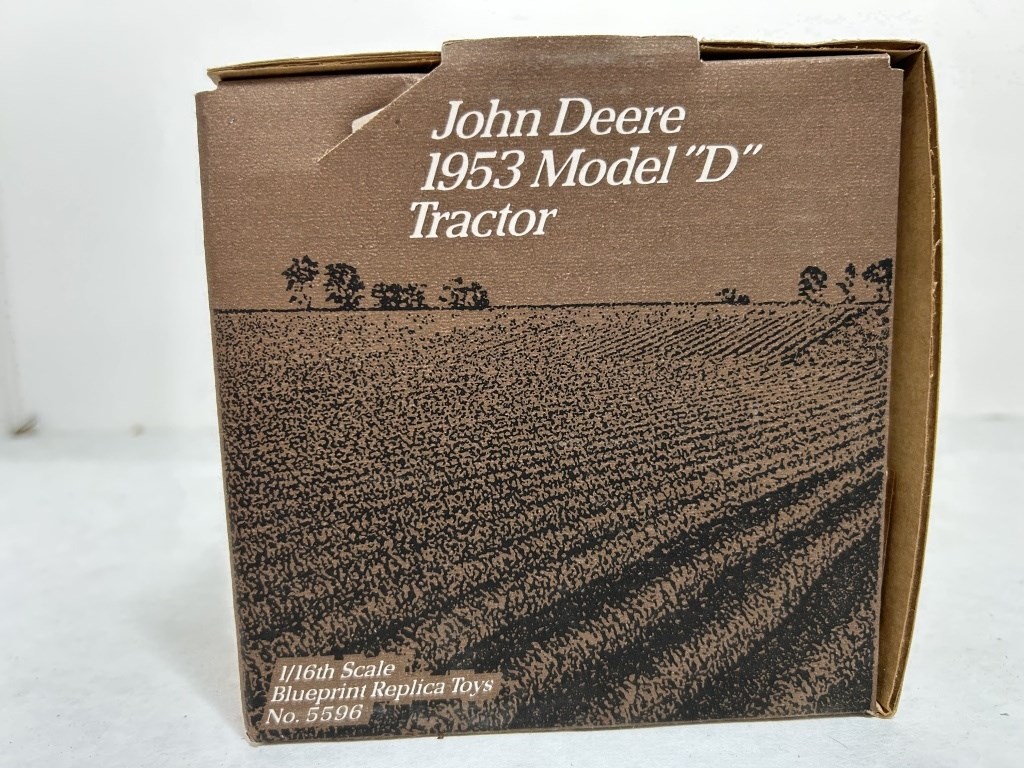 John Deere
1953 Model "D"
Tractor
1/16th Scale
Blueprint Replica Toys
No. 5596